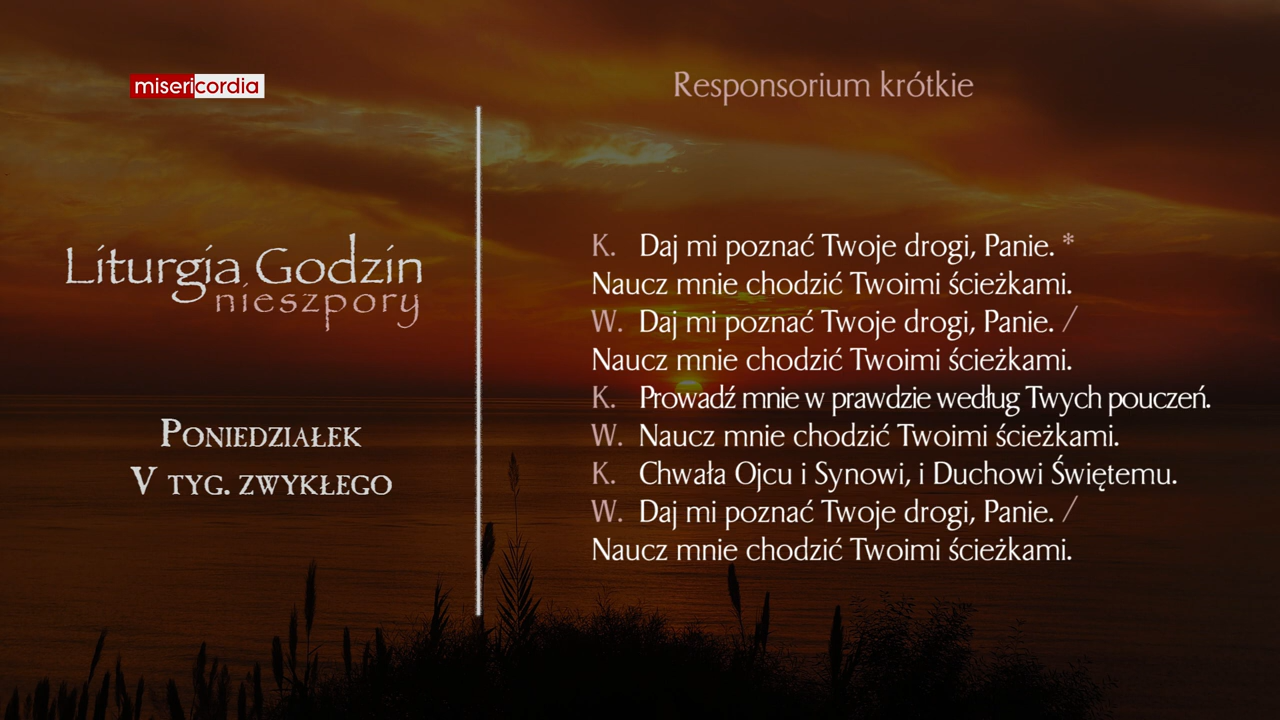 misericordia
Liturgia Godzin
nieszpory
Poniedziałek
V tyg. zwykłego
Responsorium krótkie
K. Daj mi poznać Twoje drogi, Panie. *
Naucz mnie chodzić Twoimi ścieżkami.
W. Daj mi poznać Twoje drogi, Panie. /
Naucz mnie chodzić Twoimi ścieżkami.
K. Prowadź mnie w prawdzie według Twych pouczeń.
W. Naucz mnie chodzić Twoimi ścieżkami.
K. Chwała Ojcu i Synowi, i Duchowi Świętemu.
W. Daj mi poznać Twoje drogi, Panie. /
Naucz mnie chodzić Twoimi ścieżkami.